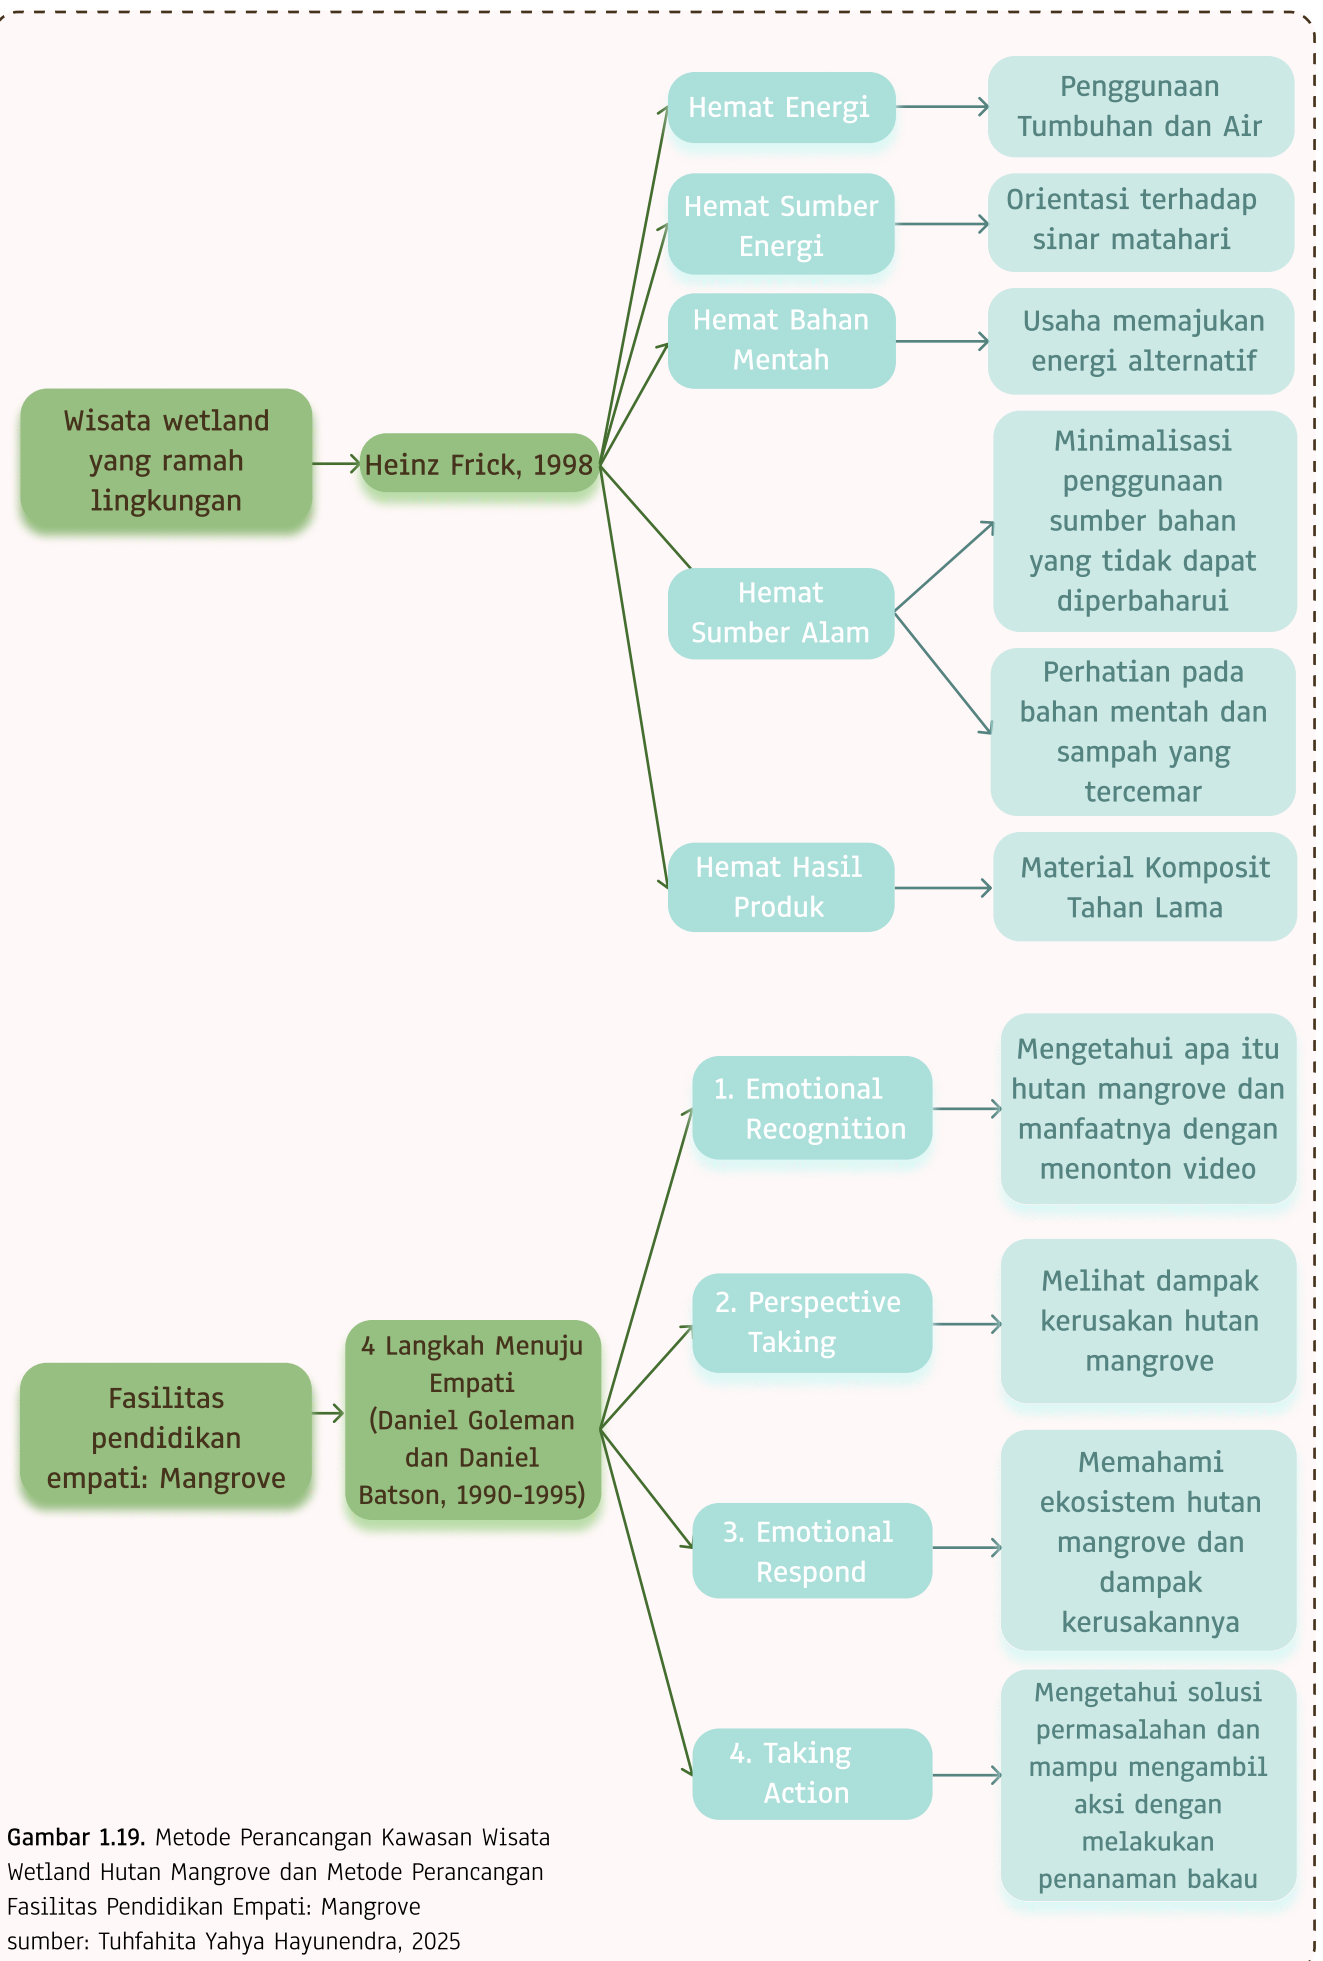 Wisata wetland
yang ramah
lingkungan
Heinz Frick, 1998
Hemat Energi
Penggunaan
Tumbuhan dan Air
Hemat Sumber
Energi
Orientasi terhadap
sinar matahari
Hemat Bahan
Mentah
Usaha memajukan
energi alternatif
Hemat
Sumber Alam
Minimalisasi
penggunaan
sumber bahan
yang tidak dapat
diperbaharui
Perhatian pada
bahan mentah dan
sampah yang
tercemar
Hemat Hasil
Produk
Material Komposit
Tahan Lama
Fasilitas
pendidikan
empati: Mangrove
4 Langkah Menuju
Empati
(Daniel Goleman
dan Daniel
Batson, 1990-1995)
1. Emotional
Recognition
Mengetahui apa itu
hutan mangrove dan
manfaatnya dengan
menonton video
2. Perspective
Taking
Melihat dampak
kerusakan hutan
mangrove
3. Emotional
Respond
Memahami
ekosistem hutan
mangrove dan
dampak
kerusakannya
4. Taking
Action
Mengetahui solusi
permasalahan dan
mampu mengambil
aksi dengan
melakukan
penanaman bakau
Gambar 1.19. Metode Perancangan Kawasan Wisata
Wetland Hutan Mangrove dan Metode Perancangan
Fasilitas Pendidikan Empati: Mangrove
sumber: Tuhfahita Yahya Hayunendra, 2025